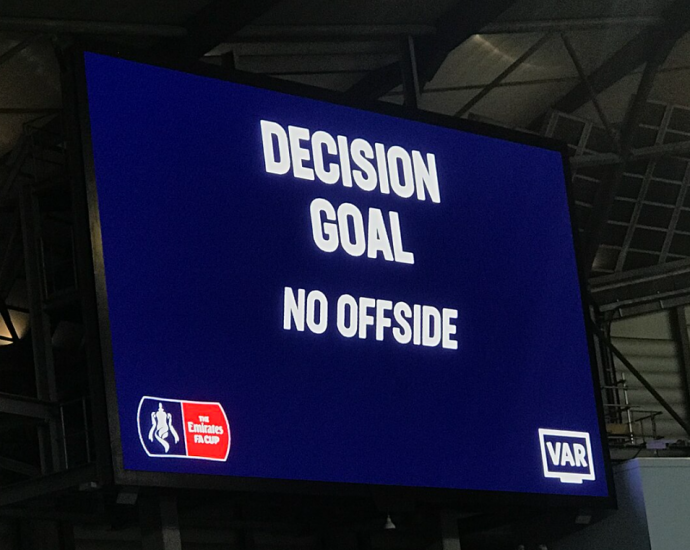 DECISION
GOAL
NO OFFSIDE
THE
Emirates
FA CUP
VAR